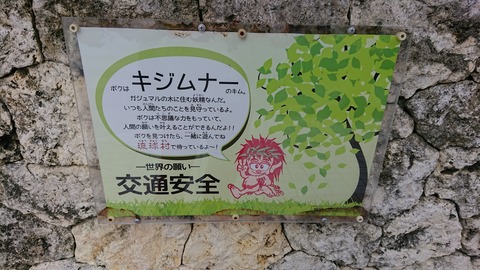 ボクはキジムナーのキム。
ガジュマルの木に住む妖精なんだ。
いつも人間たちのことを見守っているよ。
ボクは不思議な力をもっていて、
人間の願いを叶えることができるんだよ!!
ボクを見つけたら、一緒に遊んでね
琉球村で待っているよ〜!
―世界の願い―
交通安全